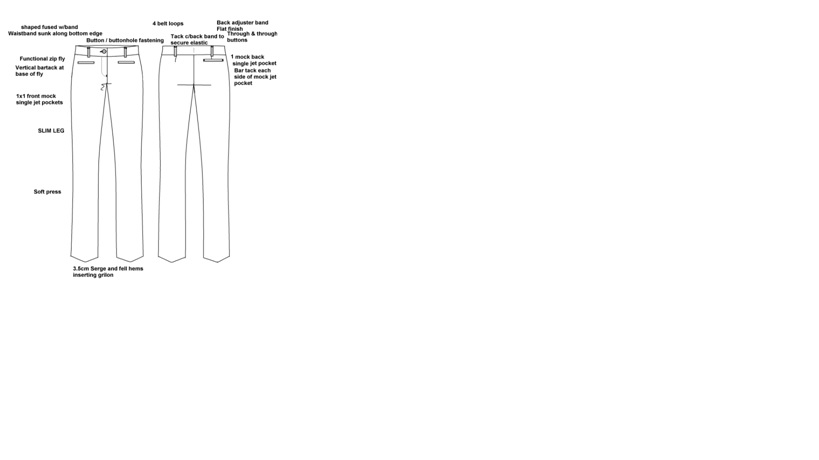 4 belt loops
Back adjuster band
Flat finish
shaped fused w/band
Waistband sunk along bottom edge
Through & through
buttons
Button / buttonhole fastening
Tack c/back band to
secure elastic
Functional zip fly
Vertical bartack at
base of fly
1 mock back
single jet pocket
Bar tack each
side of mock jet
pocket
1x1 front mock
single jet pockets
SLIM LEG
Soft press
3.5cm Serge and fell hems
inserting grilon